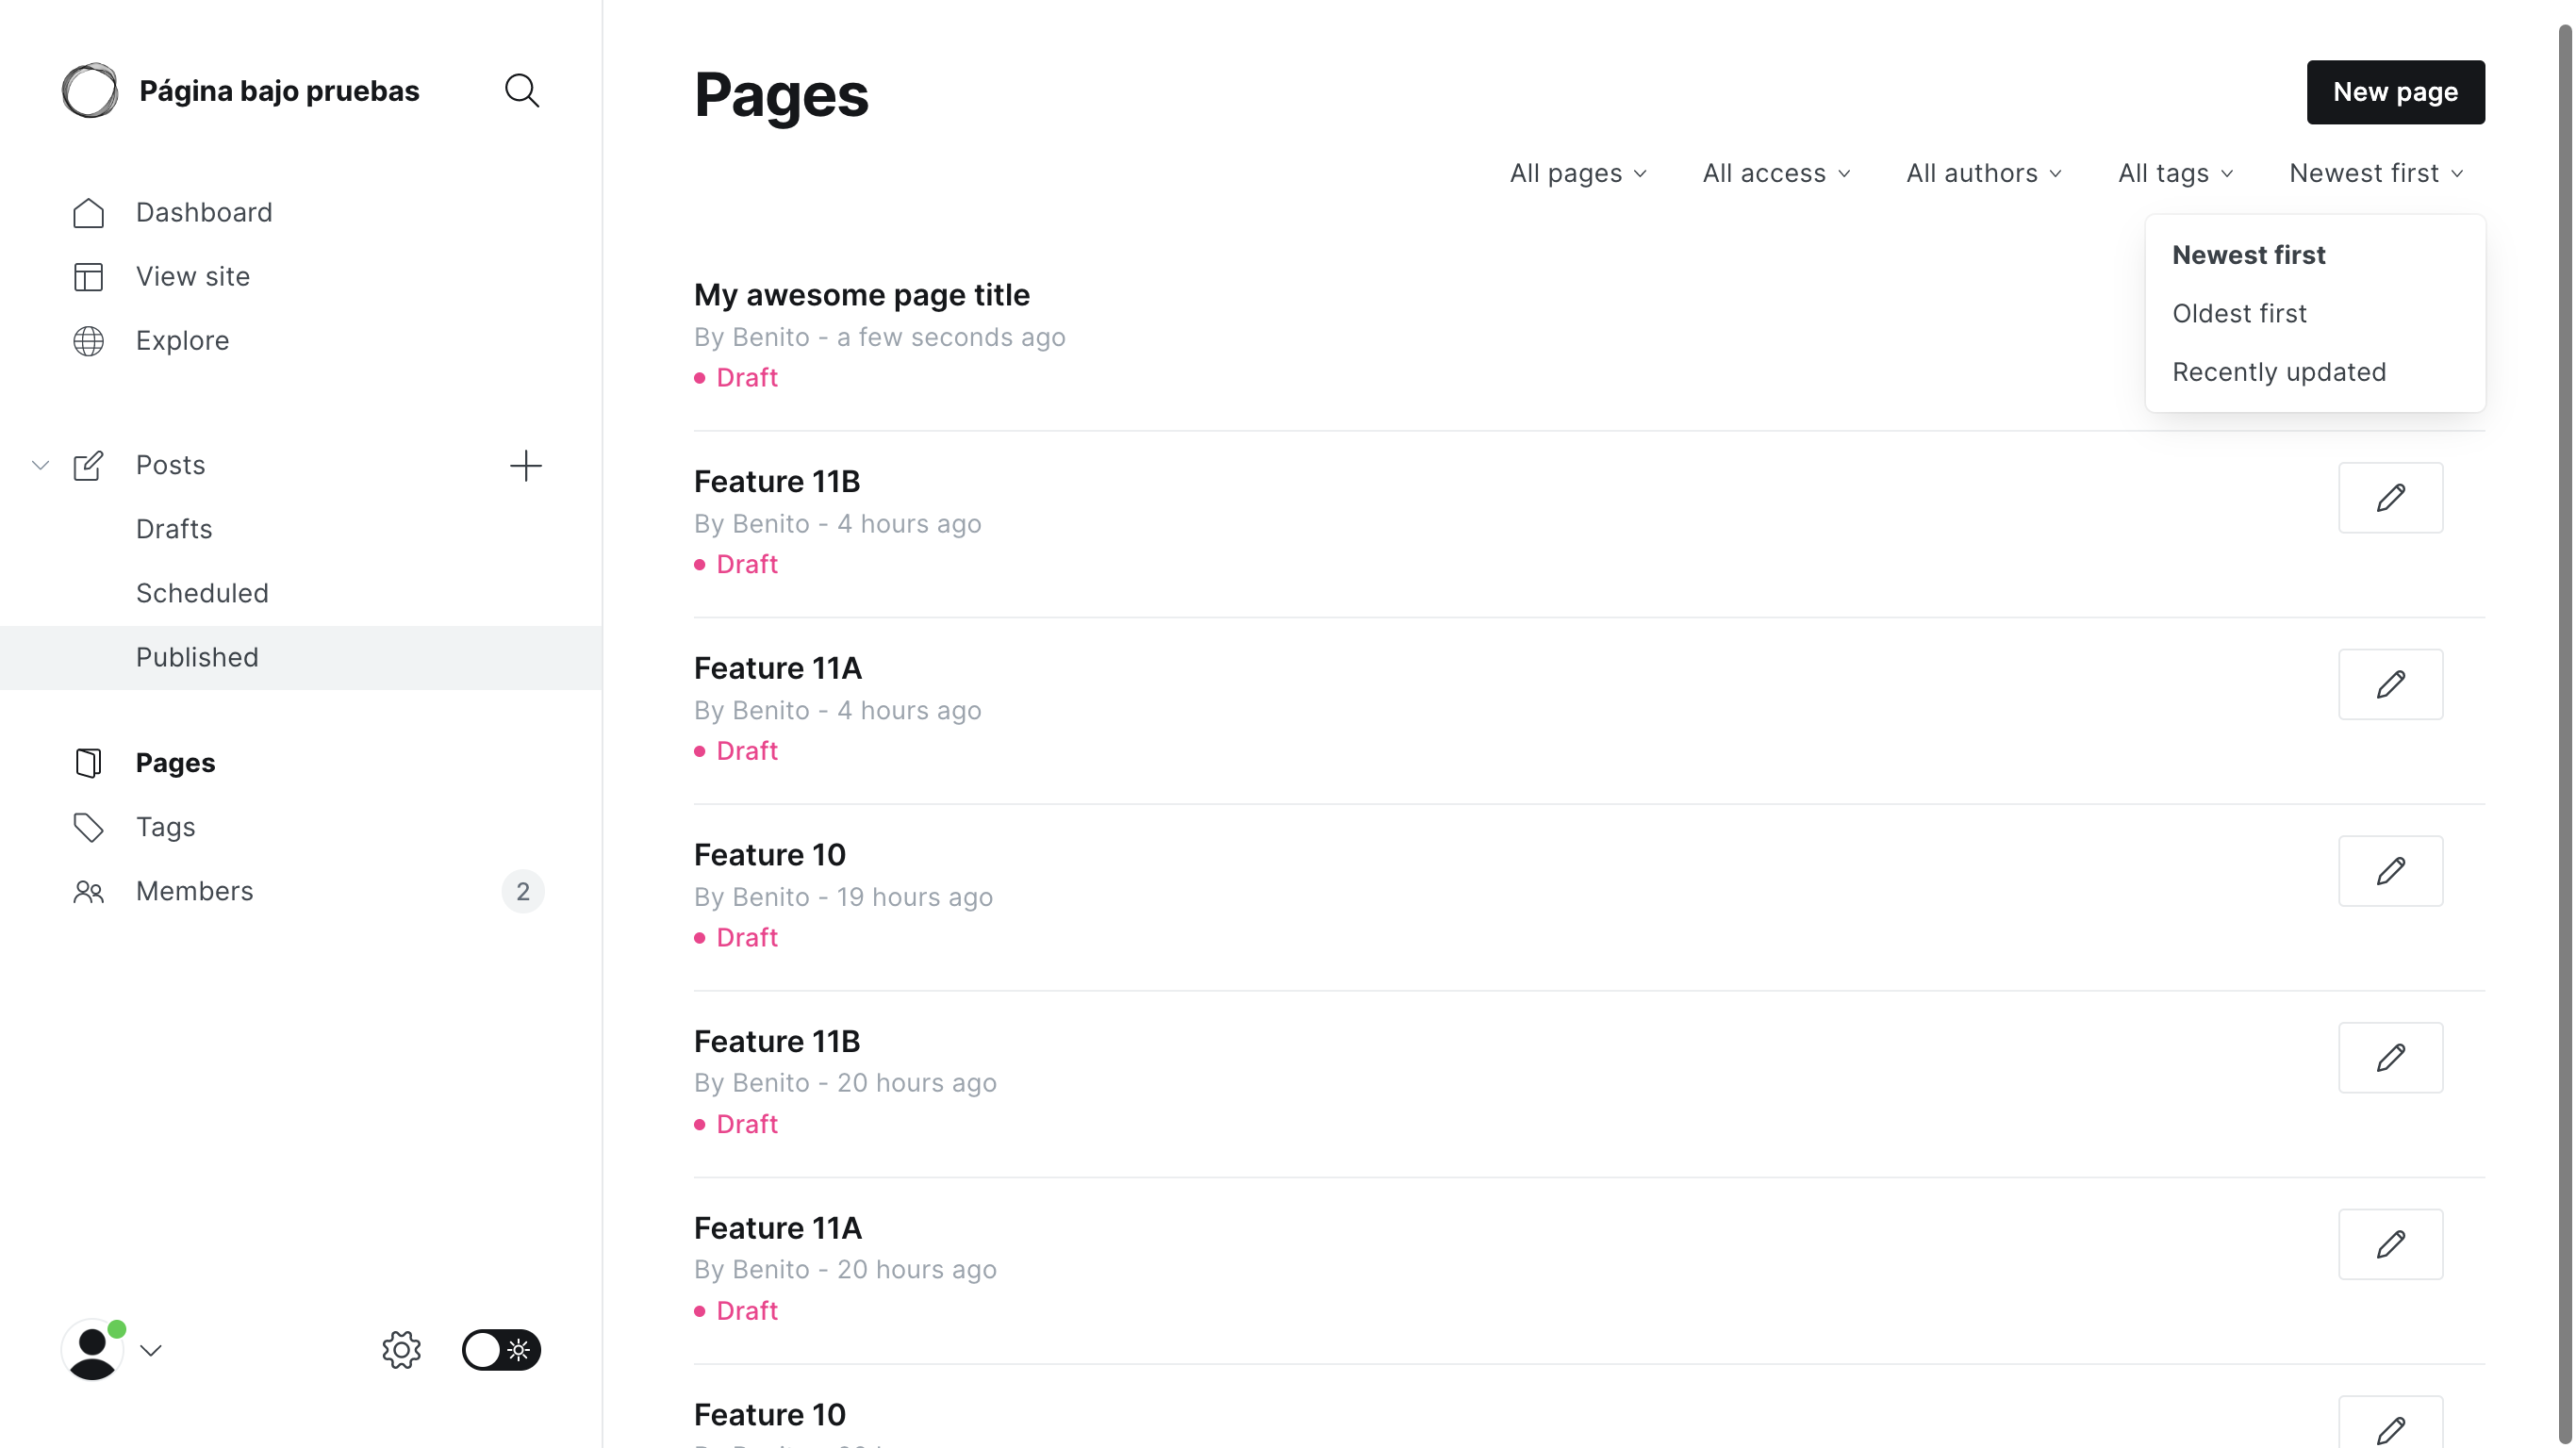 Página bajo pruebas
Dashboard
View site
Explore
Posts
Drafts
Scheduled
Published
Pages
Tags
Members 2
Pages
New page
All pages All access All authors All tags Newest first
Newest first
Oldest first
Recently updated
My awesome page title
By Benito - a few seconds ago
Draft
Feature 11B
By Benito - 4 hours ago
Draft
Feature 11A
By Benito - 4 hours ago
Draft
Feature 10
By Benito - 19 hours ago
Draft
Feature 11B
By Benito - 20 hours ago
Draft
Feature 11A
By Benito - 20 hours ago
Draft
Feature 10